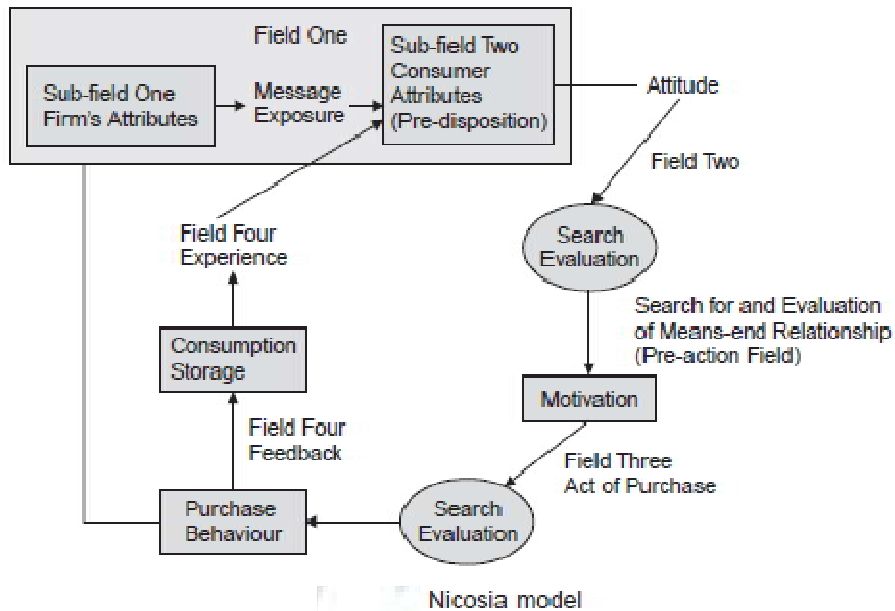 Field One
Sub-field One
Firm's Attributes
Message
Exposure
Sub-field Two
Consumer
Attributes
(Pre-disposition)
Attitude
Field Two
Search
Evaluation
Search for and Evaluation
of Means-end Relationship
(Pre-action Field)
Motivation
Field Three
Act of Purchase
Search
Evaluation
Purchase
Behaviour
Field Four
Feedback
Consumption
Storage
Field Four
Experience
Nicosia model